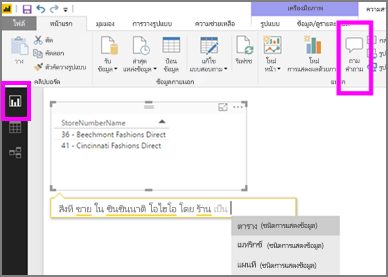 เครื่องมือภาพ
ไฟล์ หน้าแรก มุมมอง การวางรูปแบบ ความช่วยเหลือ รูปแบบ ข้อมูล/ดูรายละเอียด
วาง
ตัด
คัดลอก
ตัวคัดวางรูปแบบ
คลิปบอร์ด
รับ ข้อมูล
ล่าสุด แหล่งข้อมูล
ป้อน ข้อมูล
แก้ไข แบบสอบถาม
รีเฟรช
ข้อมูลภายนอก
ใหม่ หน้า
ใหม่ การแสดงผลด้วยภาพ
ถาม คำถาม
แทรก
StoreNumberName
36 - Beechmont Fashions Direct
41 - Cincinnati Fashions Direct
สิ่งที่ ขาย ใน ซินซินนาติ โอไฮโอ โดย ร้าน เป็น
ตาราง (ชนิดการแสดงข้อมูล)
เมทริกซ์ (ชนิดการแสดงข้อมูล)
แผนที่ (ชนิดการแสดงข้อมูล)